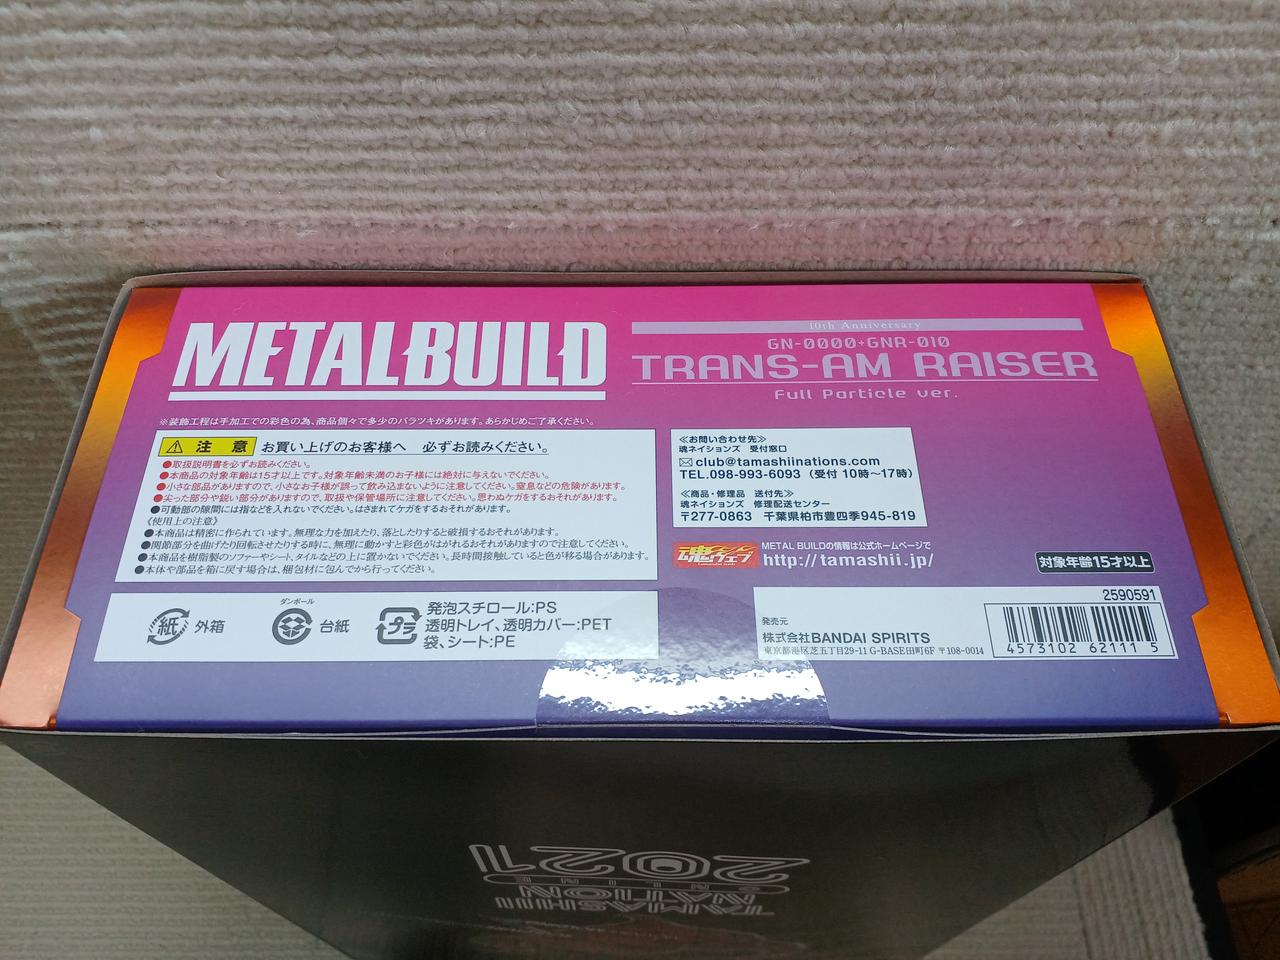 METAL BUILD
10th Anniversary
GN-0000+GNR-010
TRANS-AM RAISER
Full Particle ver.
※装飾工程は手加工での彩色の為、商品個々で多少のバラツキがあります。あらかじめご了承ください。
注 意 お買い上げのお客様へ 必ずお読みください。
●取扱説明書を必ずお読みください。
●本商品の対象年齢は15才以上です。対象年齢未満のお子様には絶対に与えないでください。
●小さな部品がありますので、小さなお子様が誤って飲み込まないように注意してください。窒息などの危険があります。
●尖った部分や鋭い部分がありますので、取扱や保管場所に注意してください。思わぬケガをするおそれがあります。
●可動部の隙間には指などを入れないでください。はさまれてケガをするおそれがあります。
《使用上の注意》
●本商品は精密に作られています。無理な力を加えたり、落としたりすると破損するおそれがあります。
●関節部分を曲げたり回転させたりする時に、無理に動かすと彩色がはがれるおそれがありますので注意してください。
●本商品を樹脂製のソファーやシート、タイルなどの上に置かないでください。長時間接触していると色が移る場合があります。
●本体や部品を箱に戻す場合は、梱包材に包んでから行ってください。
≪お問い合わせ先≫
魂ネイションズ 受付窓口
club@tamashiinations.com
TEL.098-993-6093（受付 10時〜17時）
≪商品・修理品 送付先≫
魂ネイションズ 修理配送センター
〒277-0863 千葉県柏市豊四季945-819
魂ウェブ
METAL BUILDの情報は公式ホームページで
http://tamashii.jp/
対象年齢15才以上
紙 外箱
ダンボール
台紙
プラ
発泡スチロール:PS
透明トレイ、透明カバー:PET
袋、シート:PE
2590591
発売元
株式会社BANDAI SPIRITS
東京都港区芝五丁目29-11 G-BASE田町6F 〒108-0014
4573102 62111 5
TAMASHII
NATION
ONLINE
2021